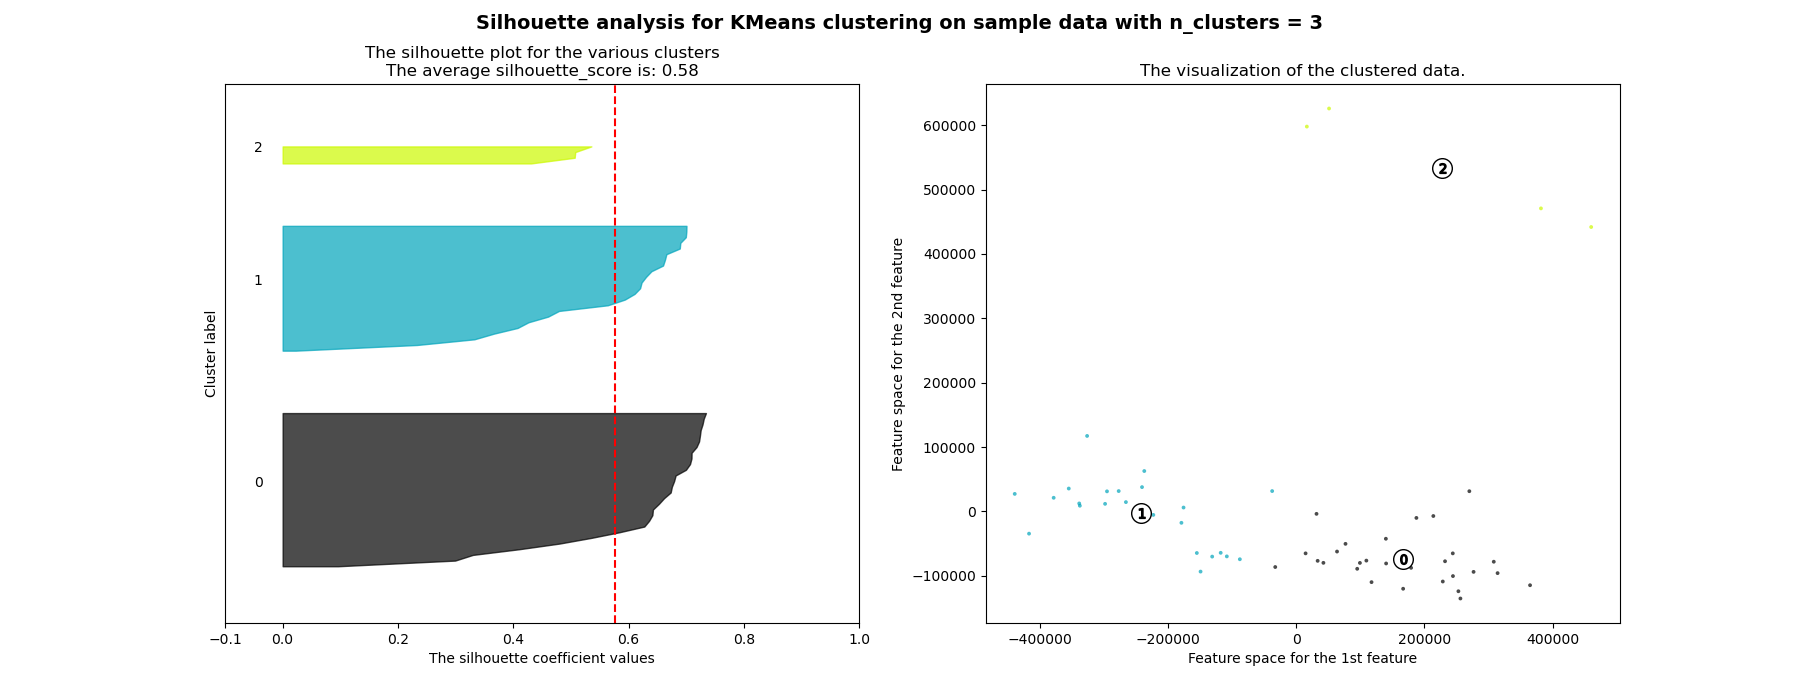 Silhouette analysis for KMeans clustering on sample data with n_clusters = 3
The silhouette plot for the various clusters
The average silhouette_score is: 0.58
Cluster label
2
1
0
−0.1 0.0 0.2 0.4 0.6 0.8 1.0
The silhouette coefficient values
The visualization of the clustered data.
Feature space for the 2nd feature
600000
500000
400000
300000
200000
100000
0
−100000
2
1
0
−400000 −200000 0 200000 400000
Feature space for the 1st feature